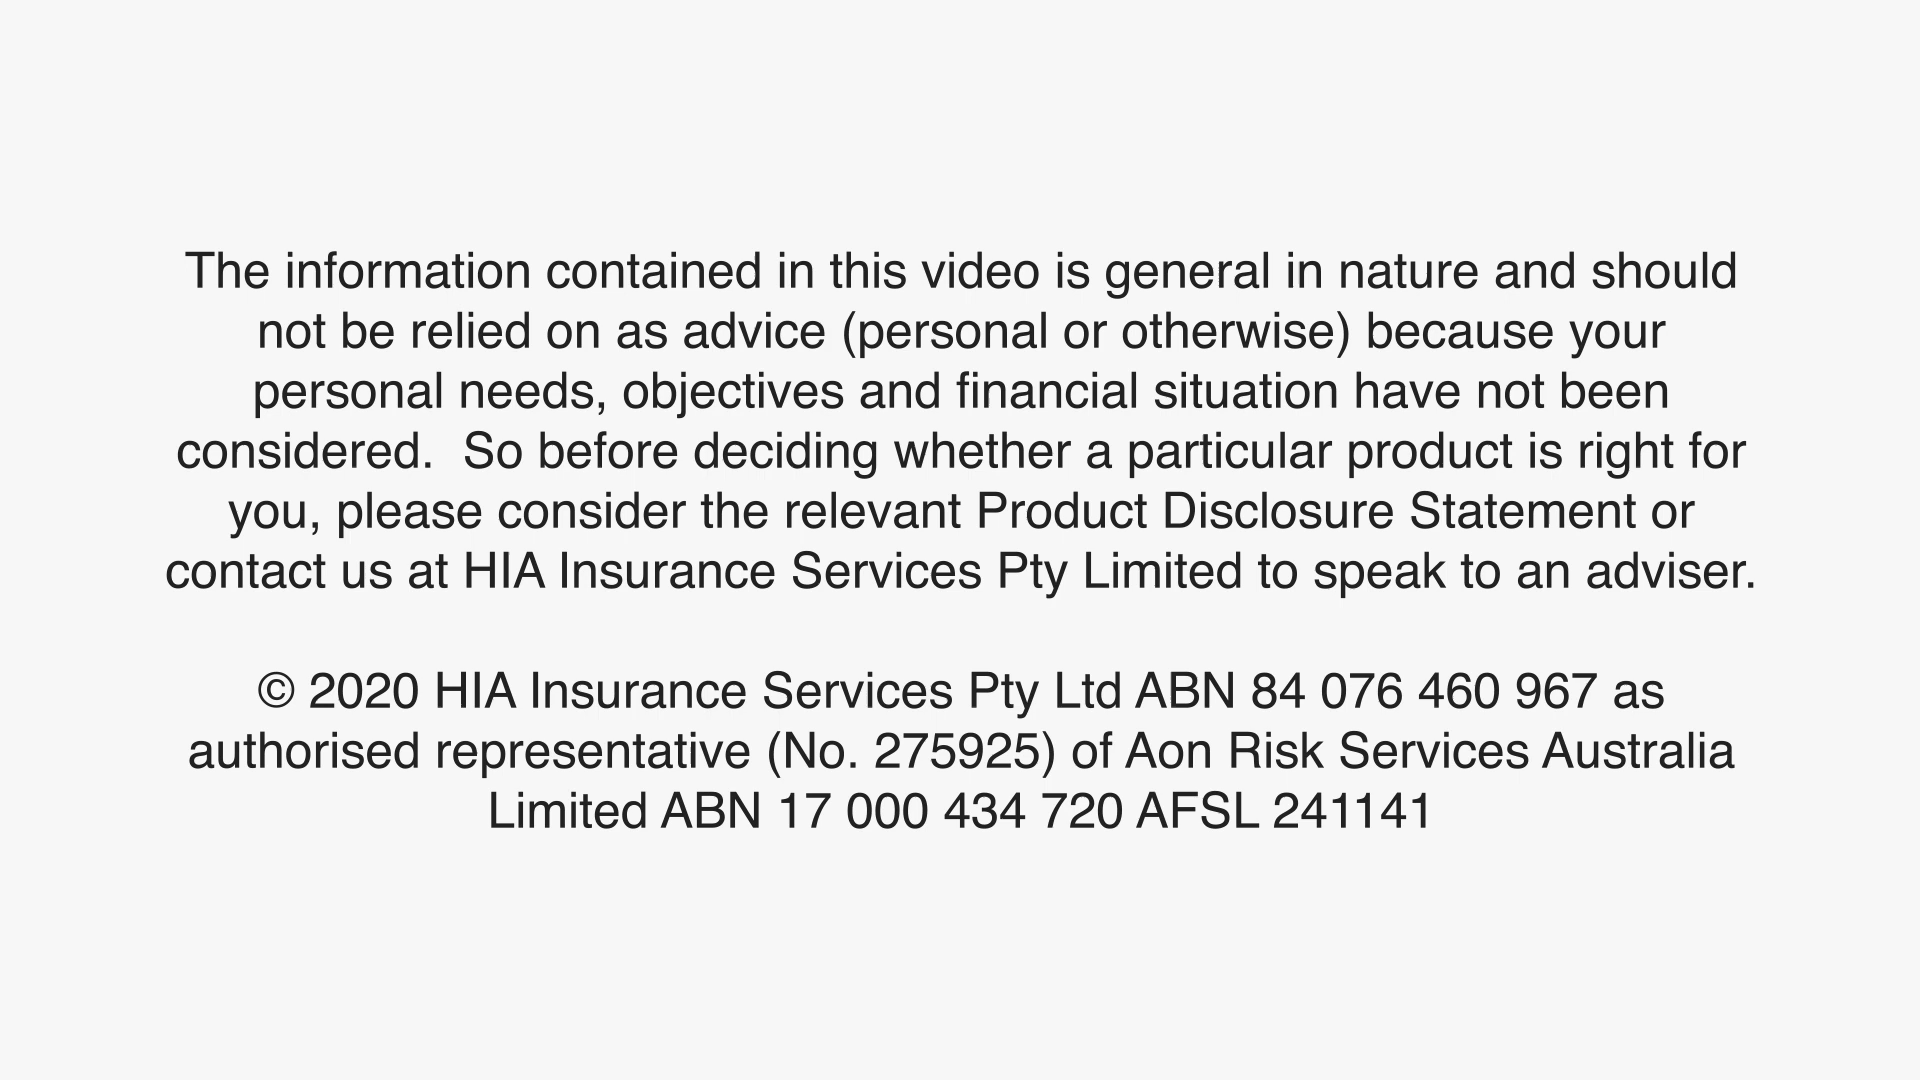 The information contained in this video is general in nature and should
not be relied on as advice (personal or otherwise) because your
personal needs, objectives and financial situation have not been
considered.  So before deciding whether a particular product is right for
you, please consider the relevant Product Disclosure Statement or
contact us at HIA Insurance Services Pty Limited to speak to an adviser.
© 2020 HIA Insurance Services Pty Ltd ABN 84 076 460 967 as
authorised representative (No. 275925) of Aon Risk Services Australia
Limited ABN 17 000 434 720 AFSL 241141